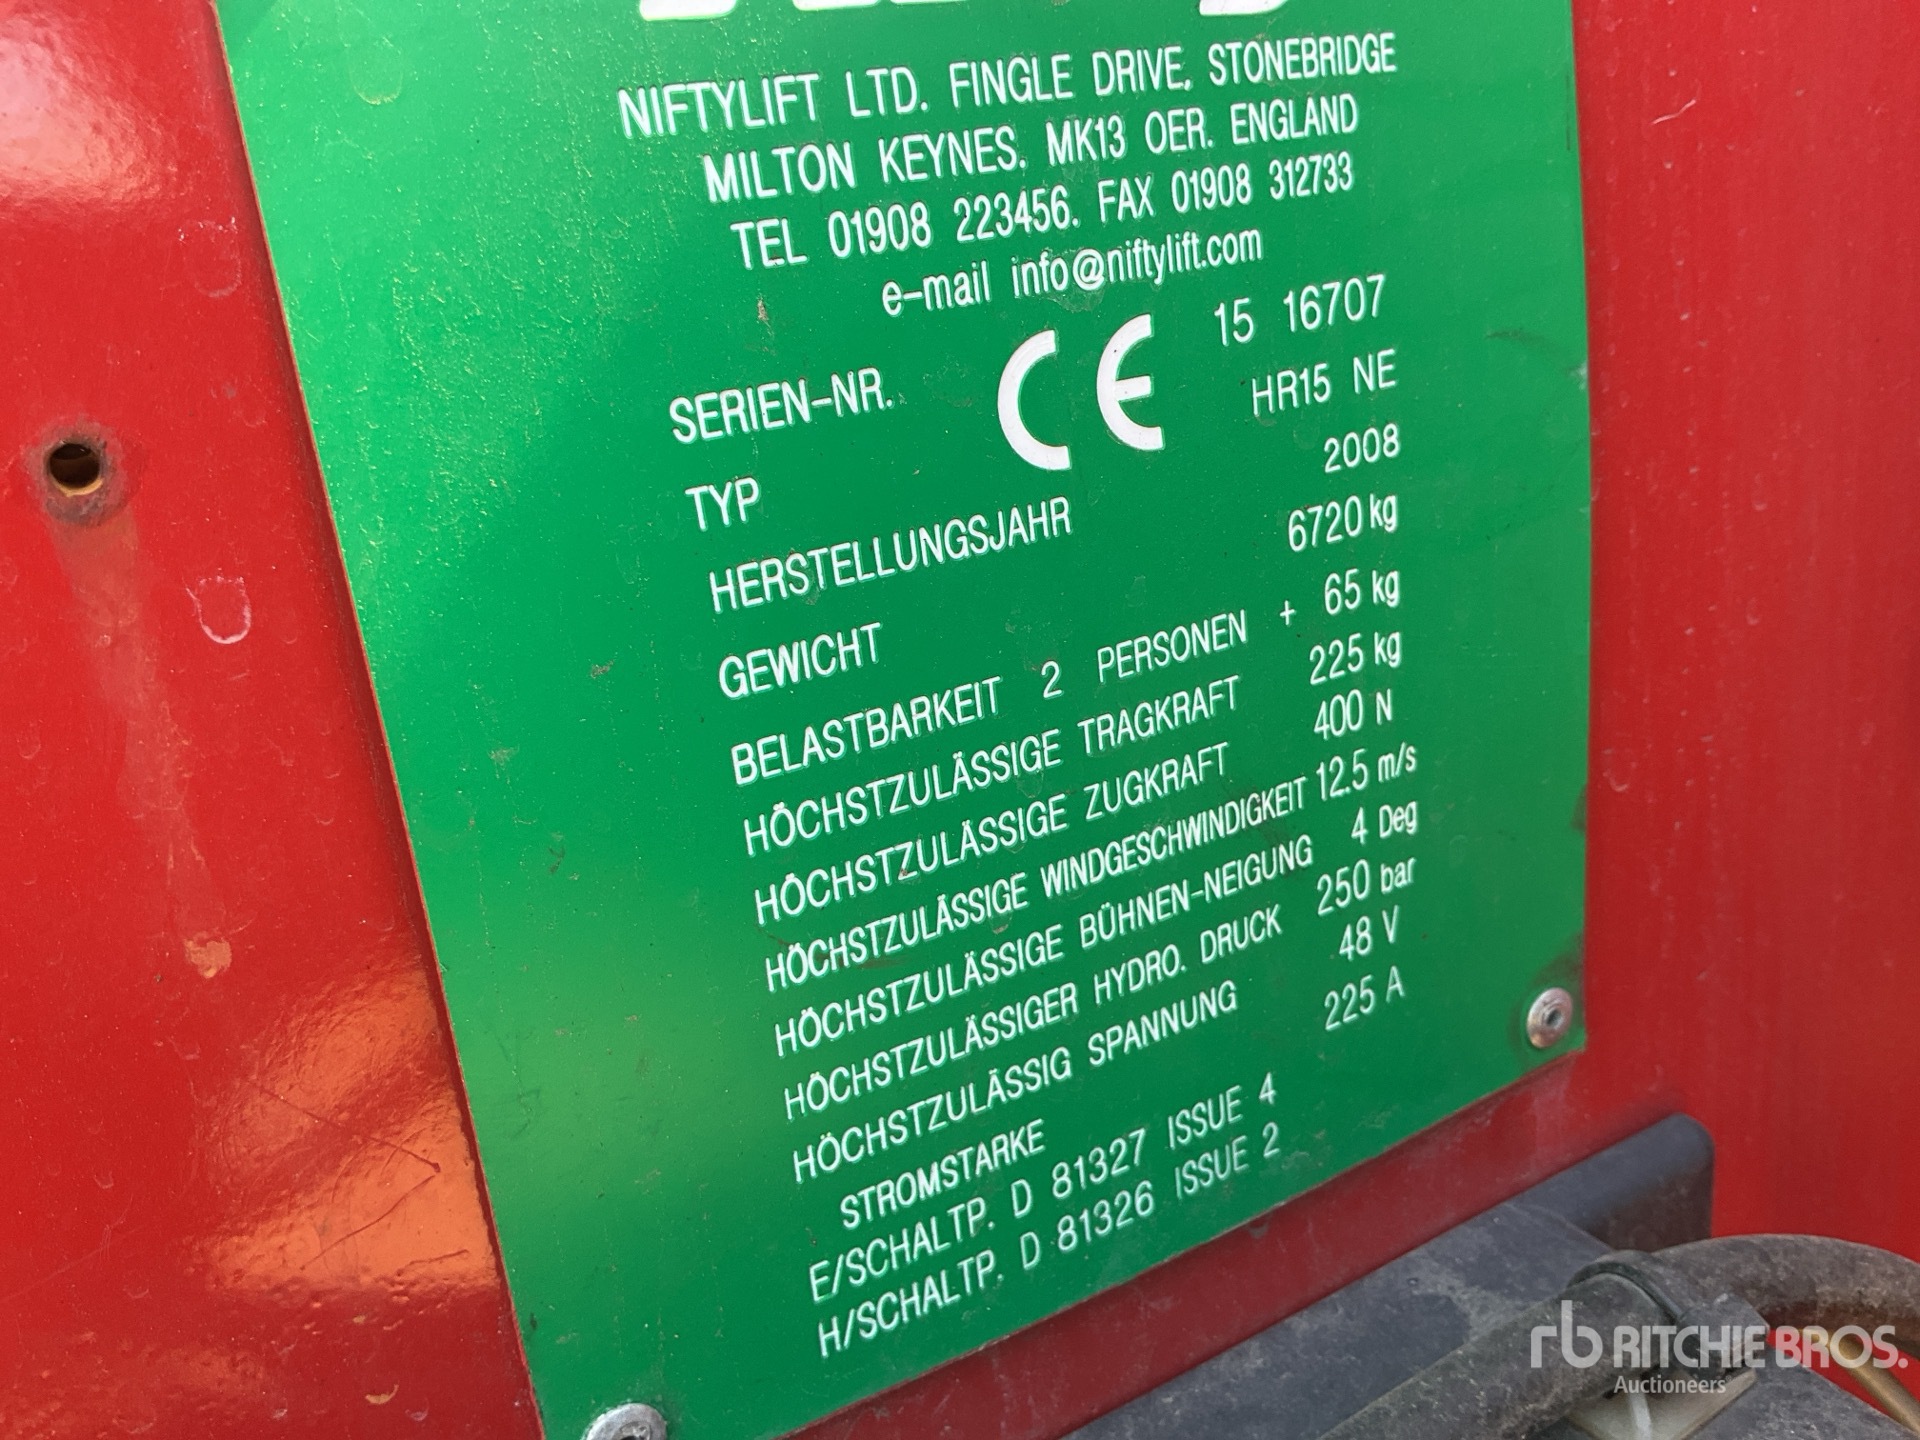 NIFTYLIFT LTD. FINGLE DRIVE, STONEBRIDGE
MILTON KEYNES. MK13 OER. ENGLAND
TEL 01908 223456. FAX 01908 312733
e-mail info@niftylift.com
CE
SERIEN-NR. 15 16707
TYP HR15 NE
HERSTELLUNGSJAHR 2008
GEWICHT 6720 kg
BELASTBARKEIT 2 PERSONEN + 65 kg
HÖCHSTZULÄSSIGE TRAGKRAFT 225 kg
HÖCHSTZULÄSSIGE ZUGKRAFT 400 N
HÖCHSTZULÄSSIGE WINDGESCHWINDIGKEIT 12.5 m/s
HÖCHSTZULÄSSIGE BÜHNEN-NEIGUNG 4 Deg
HÖCHSTZULÄSSIGER HYDRO. DRUCK 250 bar
HÖCHSTZULÄSSIG SPANNUNG 48 V
STROMSTARKE 225 A
E/SCHALTP. D 81327 ISSUE 4
H/SCHALTP. D 81326 ISSUE 2
rb RITCHIE BROS.
Auctioneers